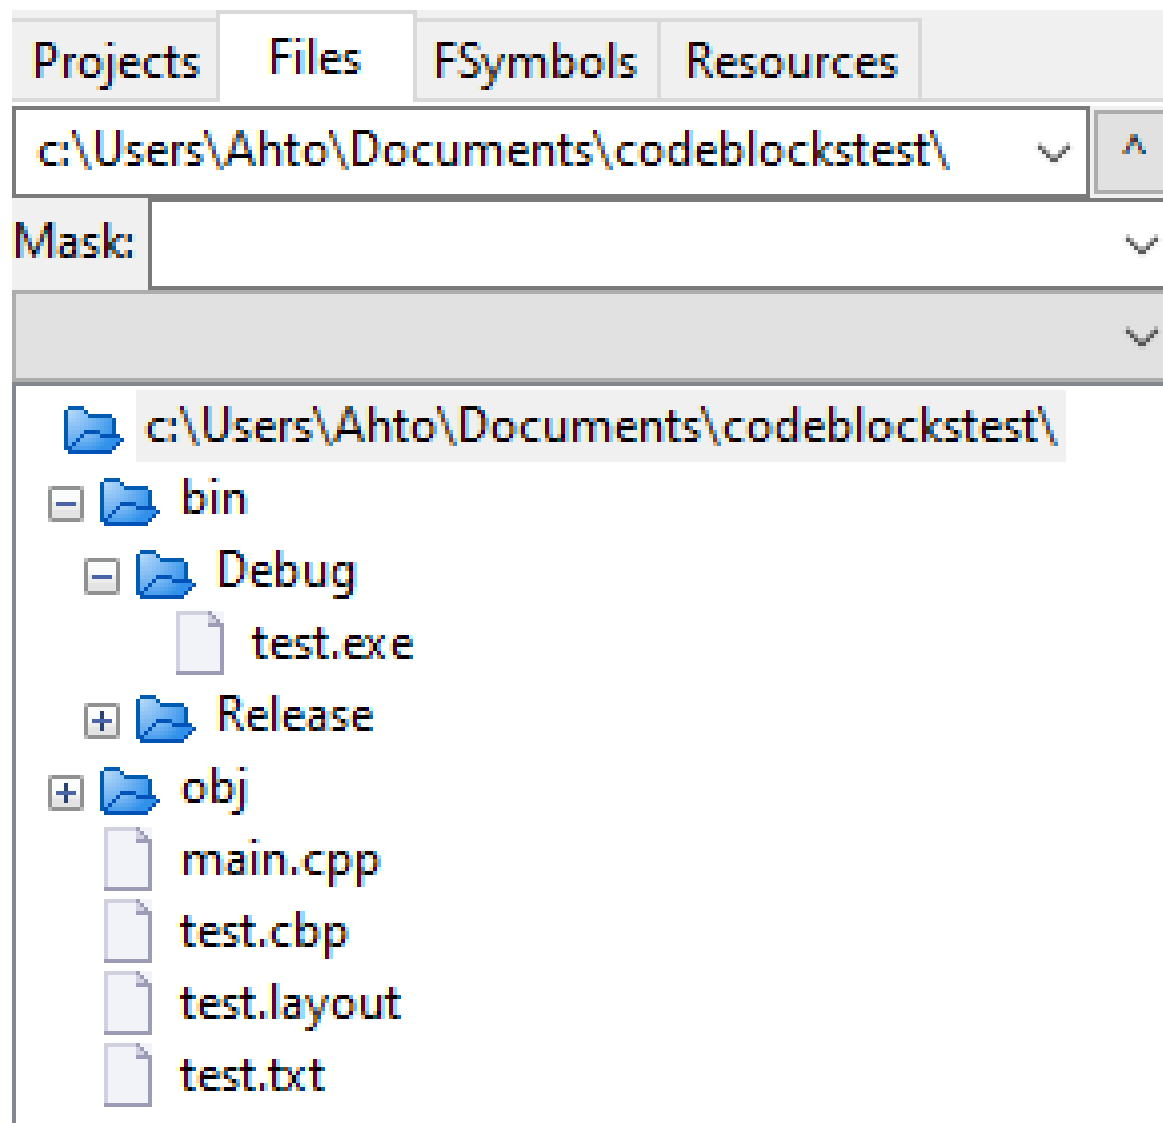 Projects Files FSymbols Resources
c:\Users\Ahto\Documents\codeblockstest\ ^
Mask:
c:\Users\Ahto\Documents\codeblockstest\
bin
Debug
test.exe
Release
obj
main.cpp
test.cbp
test.layout
test.txt